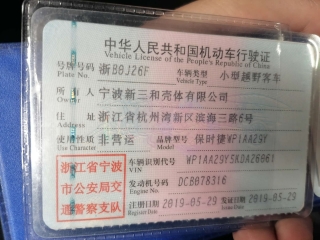 中华人民共和国机动车行驶证
Vehicle License of the People's Republic of China
号牌号码 浙B0J26F 车辆类型 小型越野客车
Plate No. Vehicle Type
所有人 宁波新三和壳体有限公司
Owner
住址 浙江省杭州湾新区滨海三路6号
Address
使用性质 非营运 品牌型号 保时捷WP1AA29Y
Use Character Model
浙江省宁波
市公安局交
通警察支队
车辆识别代号 WP1AA29Y5KDA26061
VIN
发动机号码 DCB078316
Engine No.
注册日期 2019-05-29 发证日期 2019-05-29
Register Date Issue Date